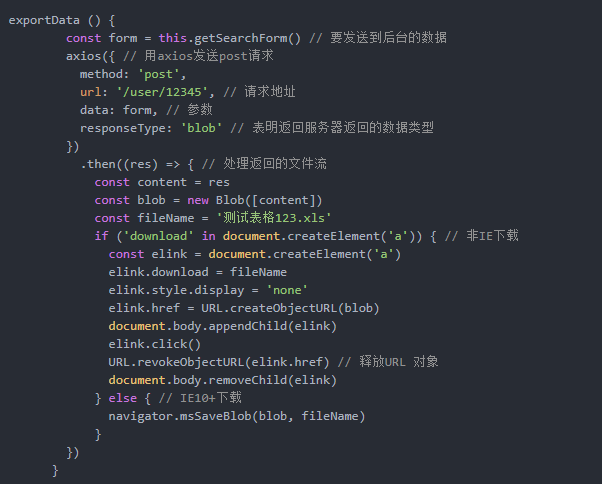 exportData () {
const form = this.getSearchForm() // 要发送到后台的数据
axios({ // 用axios发送post请求
method: 'post',
url: '/user/12345', // 请求地址
data: form, // 参数
responseType: 'blob' // 表明返回服务器返回的数据类型
})
.then((res) => { // 处理返回的文件流
const content = res
const blob = new Blob([content])
const fileName = '测试表格123.xls'
if ('download' in document.createElement('a')) { // 非IE下载
const elink = document.createElement('a')
elink.download = fileName
elink.style.display = 'none'
elink.href = URL.createObjectURL(blob)
document.body.appendChild(elink)
elink.click()
URL.revokeObjectURL(elink.href) // 释放URL 对象
document.body.removeChild(elink)
} else { // IE10+下载
navigator.msSaveBlob(blob, fileName)
}
})
}